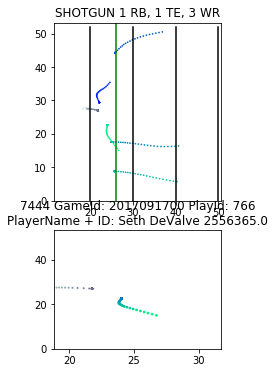 SHOTGUN 1 RB, 1 TE, 3 WR
50
40
30
20
10
0
20 30 40 50
7444 GameId: 2017091700 PlayId: 766
PlayerName + ID: Seth DeValve 2556365.0
40
20
0
20 25 30